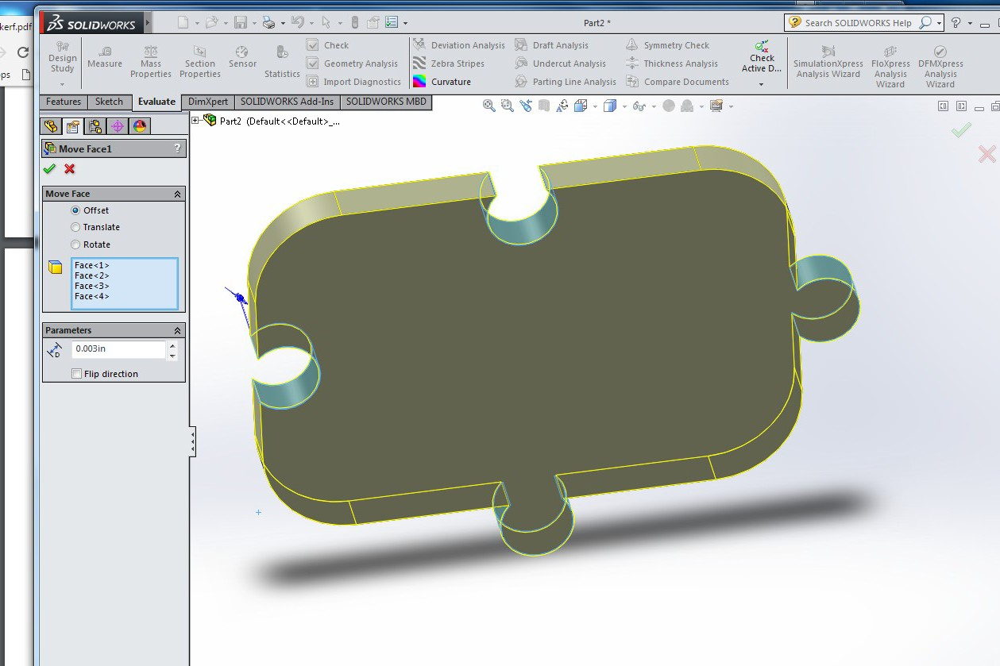 kerf.pdf
SOLIDWORKS
Part2 *
Search SOLIDWORKS Help
?
ps
Design Study
Measure
Mass Properties
Section Properties
Sensor
Statistics
Check
Geometry Analysis
Import Diagnostics
Deviation Analysis
Zebra Stripes
Curvature
Draft Analysis
Undercut Analysis
Parting Line Analysis
Symmetry Check
Thickness Analysis
Compare Documents
Check Active D...
SimulationXpress Analysis Wizard
FloXpress Analysis Wizard
DFMXpress Analysis Wizard
Features
Sketch
Evaluate
DimXpert
SOLIDWORKS Add-Ins
SOLIDWORKS MBD
Part2 (Default<<Default>_...
Move Face1
?
Move Face
Offset
Translate
Rotate
Face<1>
Face<2>
Face<3>
Face<4>
Parameters
D
0.003in
Flip direction